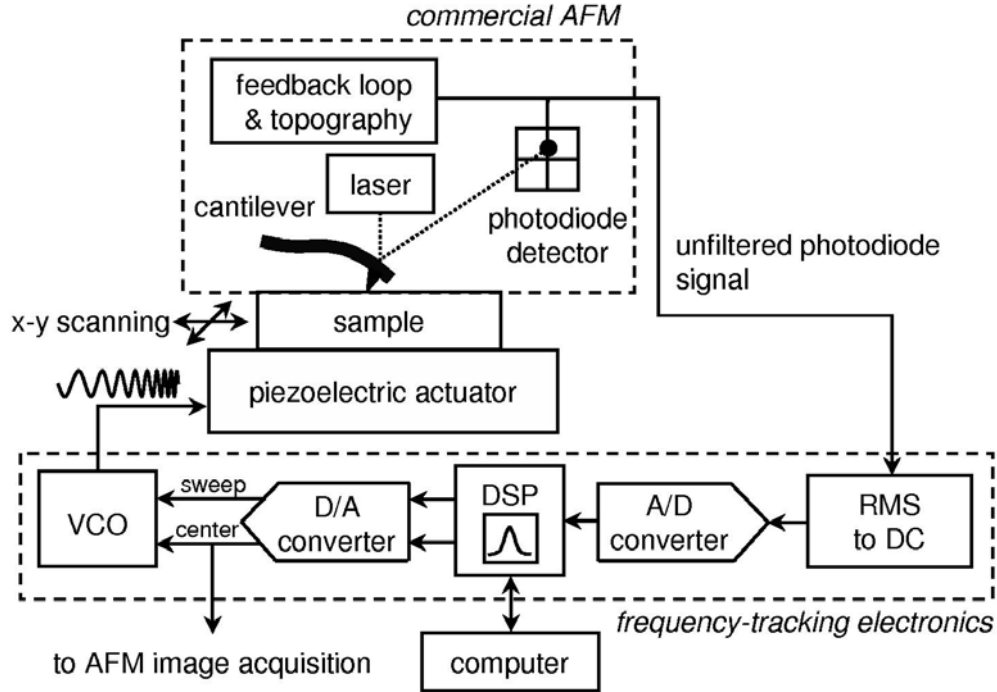 commercial AFM
feedback loop
& topography
laser
cantilever
photodiode
detector
unfiltered photodiode
signal
x-y scanning
sample
piezoelectric actuator
VCO
sweep
center
D/A
converter
DSP
A/D
converter
RMS
to DC
frequency-tracking electronics
to AFM image acquisition
computer